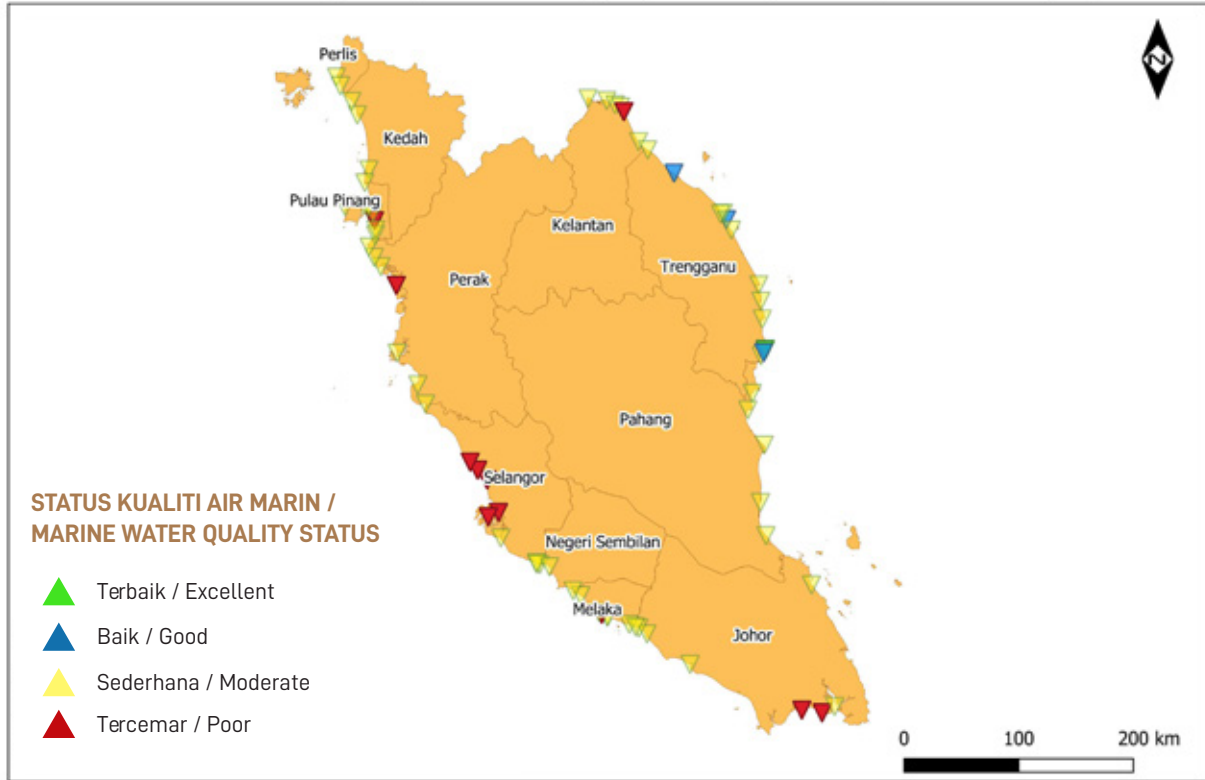 Perlis
Kedah
Pulau Pinang
Kelantan
Trengganu
Perak
Pahang
Selangor
Negeri Sembilan
Melaka
Johor
N
STATUS KUALITI AIR MARIN /
MARINE WATER QUALITY STATUS
Terbaik / Excellent
Baik / Good
Sederhana / Moderate
Tercemar / Poor
0 100 200 km